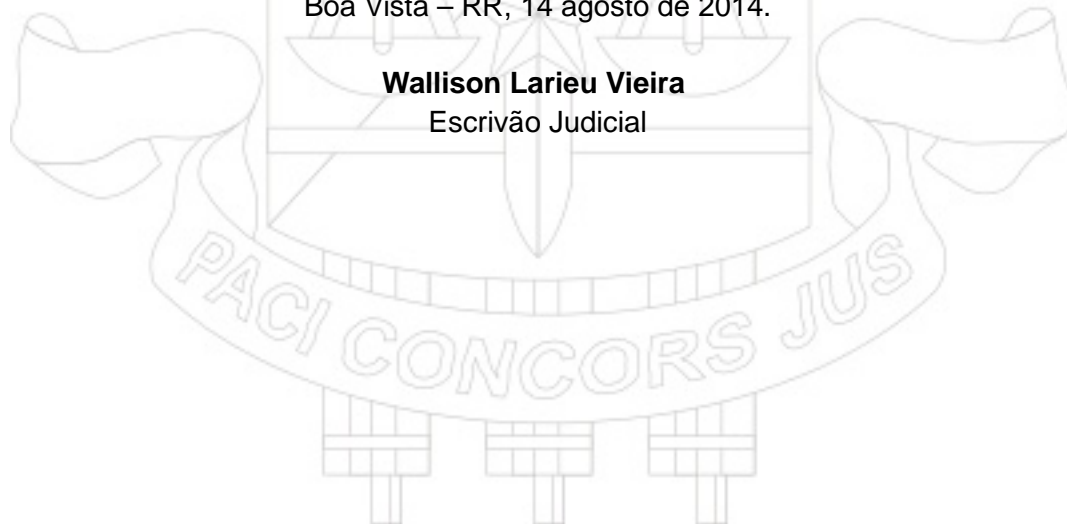 Boa Vista – RR, 14 agosto de 2014.
Wallison Larieu Vieira
Escrivão Judicial
PACI CONCORS JUS